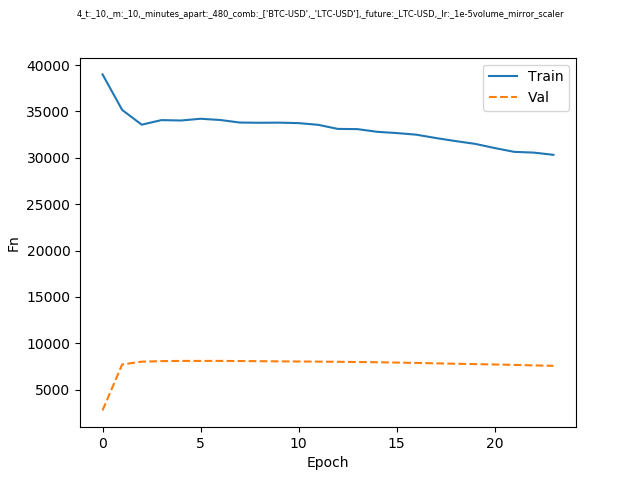 4_t:_10,_m:_10,_minutes_apart:_480_comb:_['BTC-USD',_'LTC-USD'],_future:_LTC-USD,_lr:_1e-5volume_mirror_scaler
40000
35000
30000
25000
20000
15000
10000
5000
Fn
Train
Val
0 5 10 15 20
Epoch